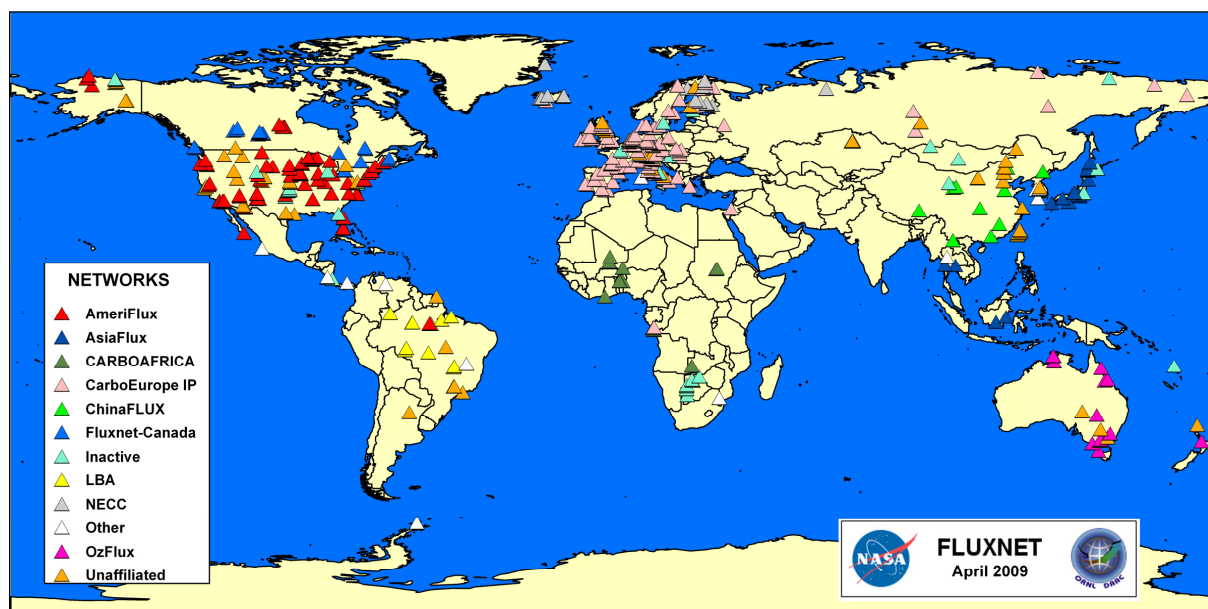 NETWORKS
AmeriFlux
AsiaFlux
CARBOAFRICA
CarboEurope IP
ChinaFLUX
Fluxnet-Canada
Inactive
LBA
NECC
Other
OzFlux
Unaffiliated
NASA
FLUXNET
April 2009
ORNL DAAC